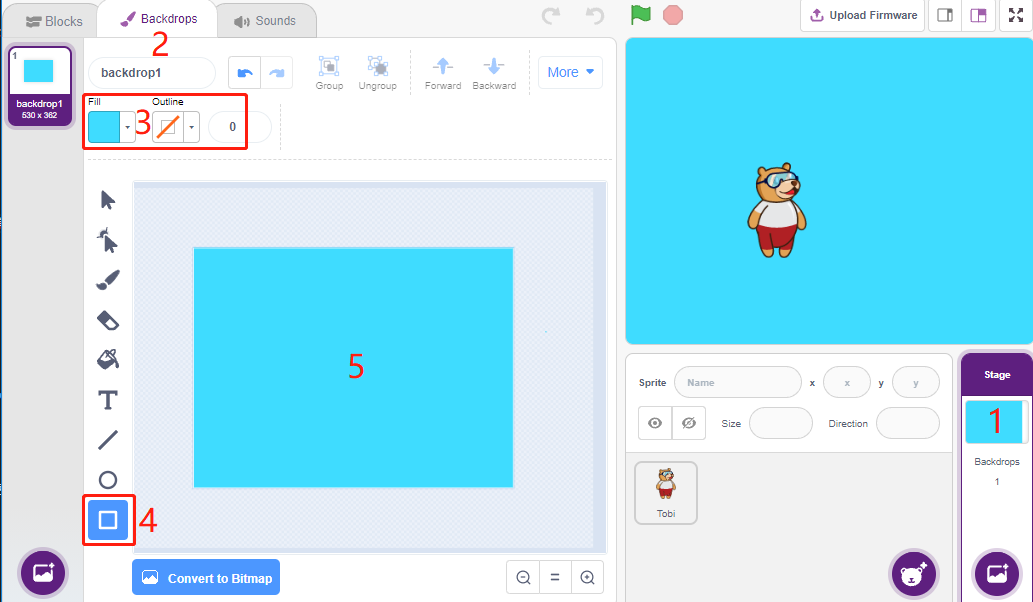 Blocks
Backdrops
Sounds
Upload Firmware
2
1
backdrop1
530 x 362
backdrop1
Group
Ungroup
Forward
Backward
More
Fill
Outline
3
0
T
5
4
Convert to Bitmap
Sprite
Name
x
x
y
y
Size
Direction
Tobi
Stage
1
Backdrops
1